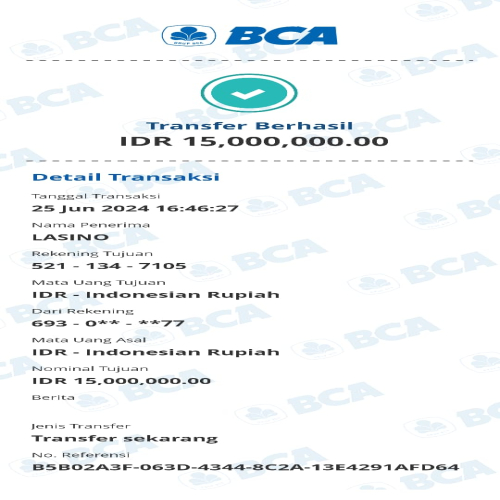 BCA
Transfer Berhasil
IDR 15,000,000.00
Detail Transaksi
Tanggal Transaksi
25 Jun 2024 16:46:27
Nama Penerima
LASINO
Rekening Tujuan
521 - 134 - 7105
Mata Uang Tujuan
IDR - Indonesian Rupiah
Dari Rekening
693 - 0** - **77
Mata Uang Asal
IDR - Indonesian Rupiah
Nominal Tujuan
IDR 15,000,000.00
Berita
Jenis Transfer
Transfer sekarang
No. Referensi
B5B02A3F-063D-4344-8C2A-13E4291AFD64